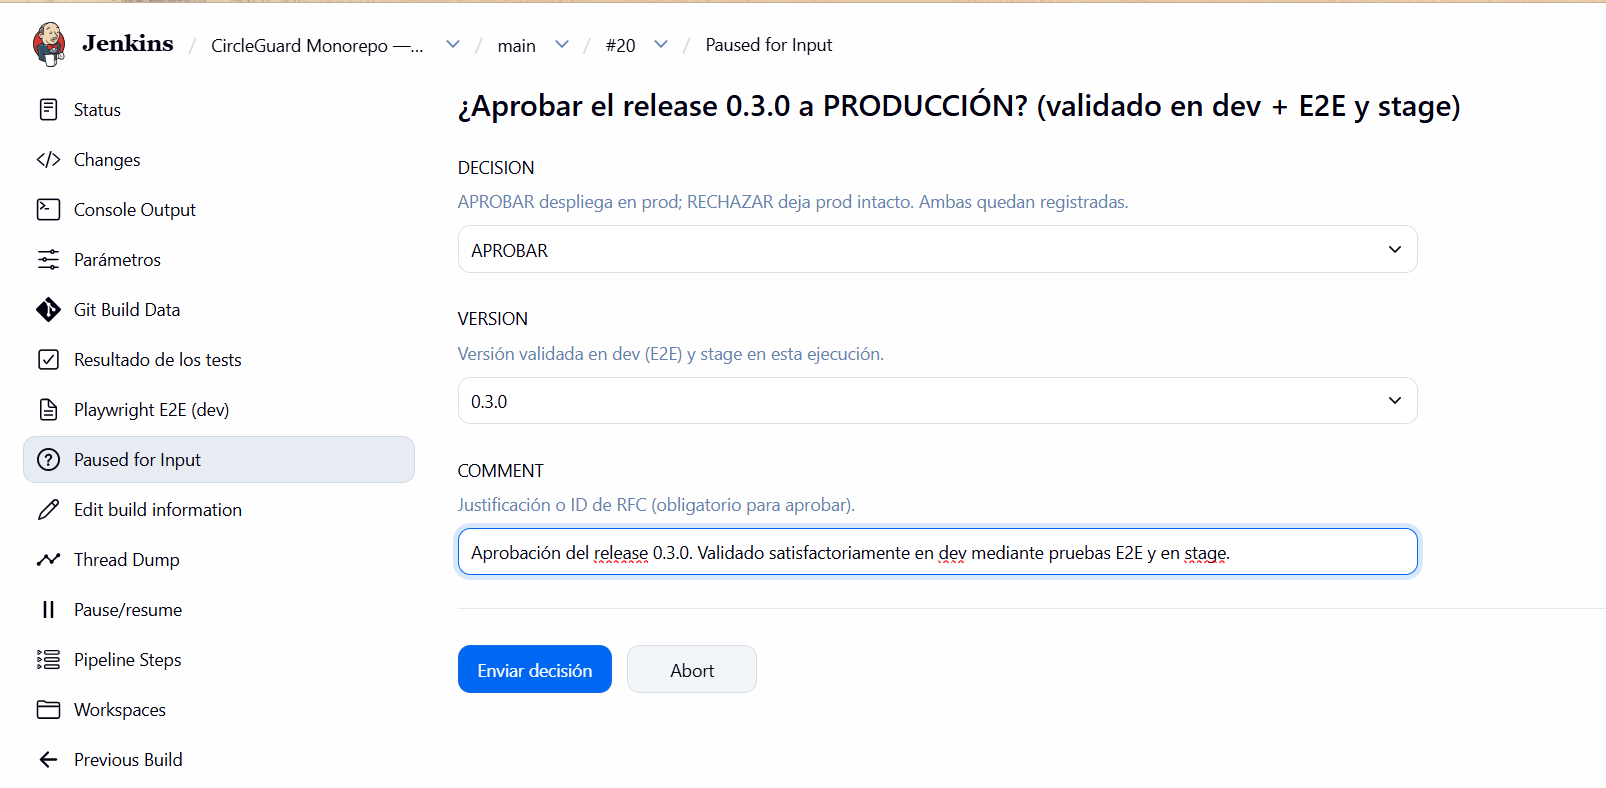 Jenkins / CircleGuard Monorepo —... / main / #20 / Paused for Input
Status
Changes
Console Output
Parámetros
Git Build Data
Resultado de los tests
Playwright E2E (dev)
Paused for Input
Edit build information
Thread Dump
Pause/resume
Pipeline Steps
Workspaces
Previous Build
¿Aprobar el release 0.3.0 a PRODUCCIÓN? (validado en dev + E2E y stage)
DECISION
APROBAR despliega en prod; RECHAZAR deja prod intacto. Ambas quedan registradas.
APROBAR
VERSION
Versión validada en dev (E2E) y stage en esta ejecución.
0.3.0
COMMENT
Justificación o ID de RFC (obligatorio para aprobar).
Aprobación del release 0.3.0. Validado satisfactoriamente en dev mediante pruebas E2E y en stage.
Enviar decisión
Abort